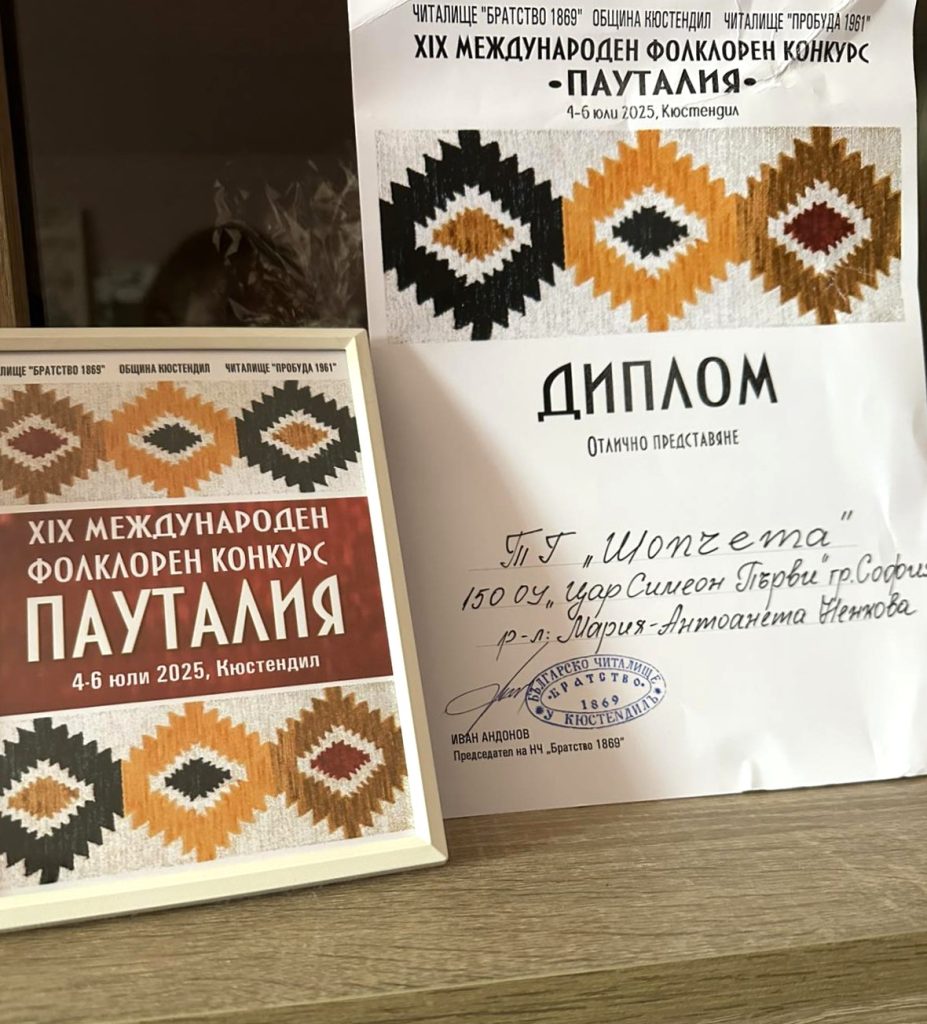 ЧИТАЛИЩЕ "БРАТСТВО 1869" ОБЩИНА КЮСТЕНДИЛ ЧИТАЛИЩЕ "ПРОБУДА 1961"
XIX МЕЖДУНАРОДЕН ФОЛКЛОРЕН КОНКУРС
•ПАУТАЛИЯ•
4-6 юли 2025, Кюстендил
ДИПЛОМ
Отлично представяне
ТТГ „Шопчета"
150 ОУ „Цар Симеон Първи" гр. София
р-л: Мария-Антоанета Ненкова
БЪЛГАРСКО ЧИТАЛИЩЕ
•БРАТСТВО•
1869
У КЮСТЕНДИЛЪ
ИВАН АНДОНОВ
Председател на НЧ „Братство 1869"
ЛИЩЕ "БРАТСТВО 1869" ОБЩИНА КЮСТЕНДИЛ ЧИТАЛИЩЕ "ПРОБУДА 1961"
XIX МЕЖДУНАРОДЕН
ФОЛКЛОРЕН КОНКУРС
ПАУТАЛИЯ
4-6 юли 2025, Кюстендил